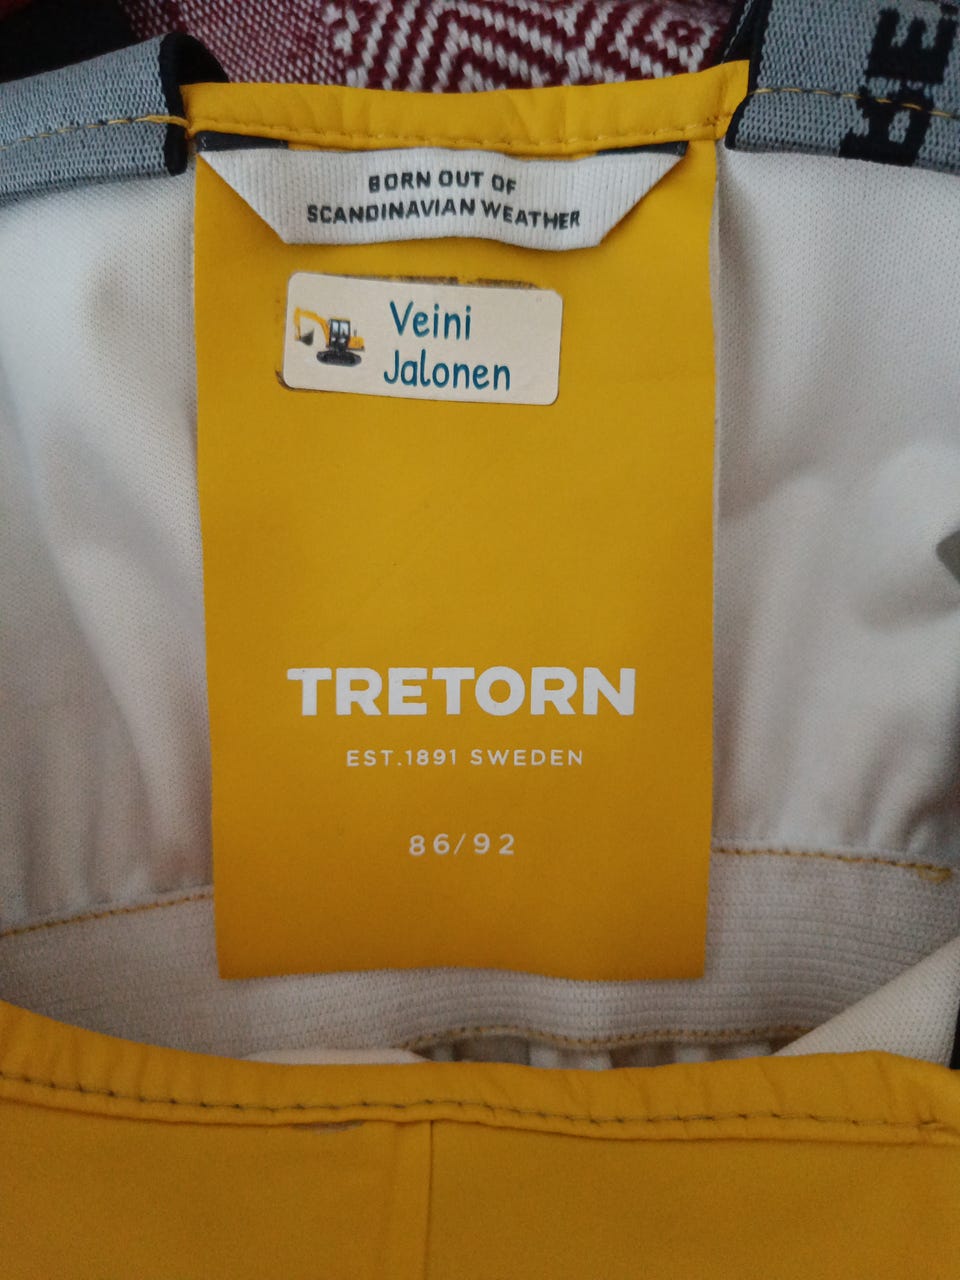 BORN OUT OF
SCANDINAVIAN WEATHER
Veini
Jalonen
TRETORN
EST.1891 SWEDEN
86/92